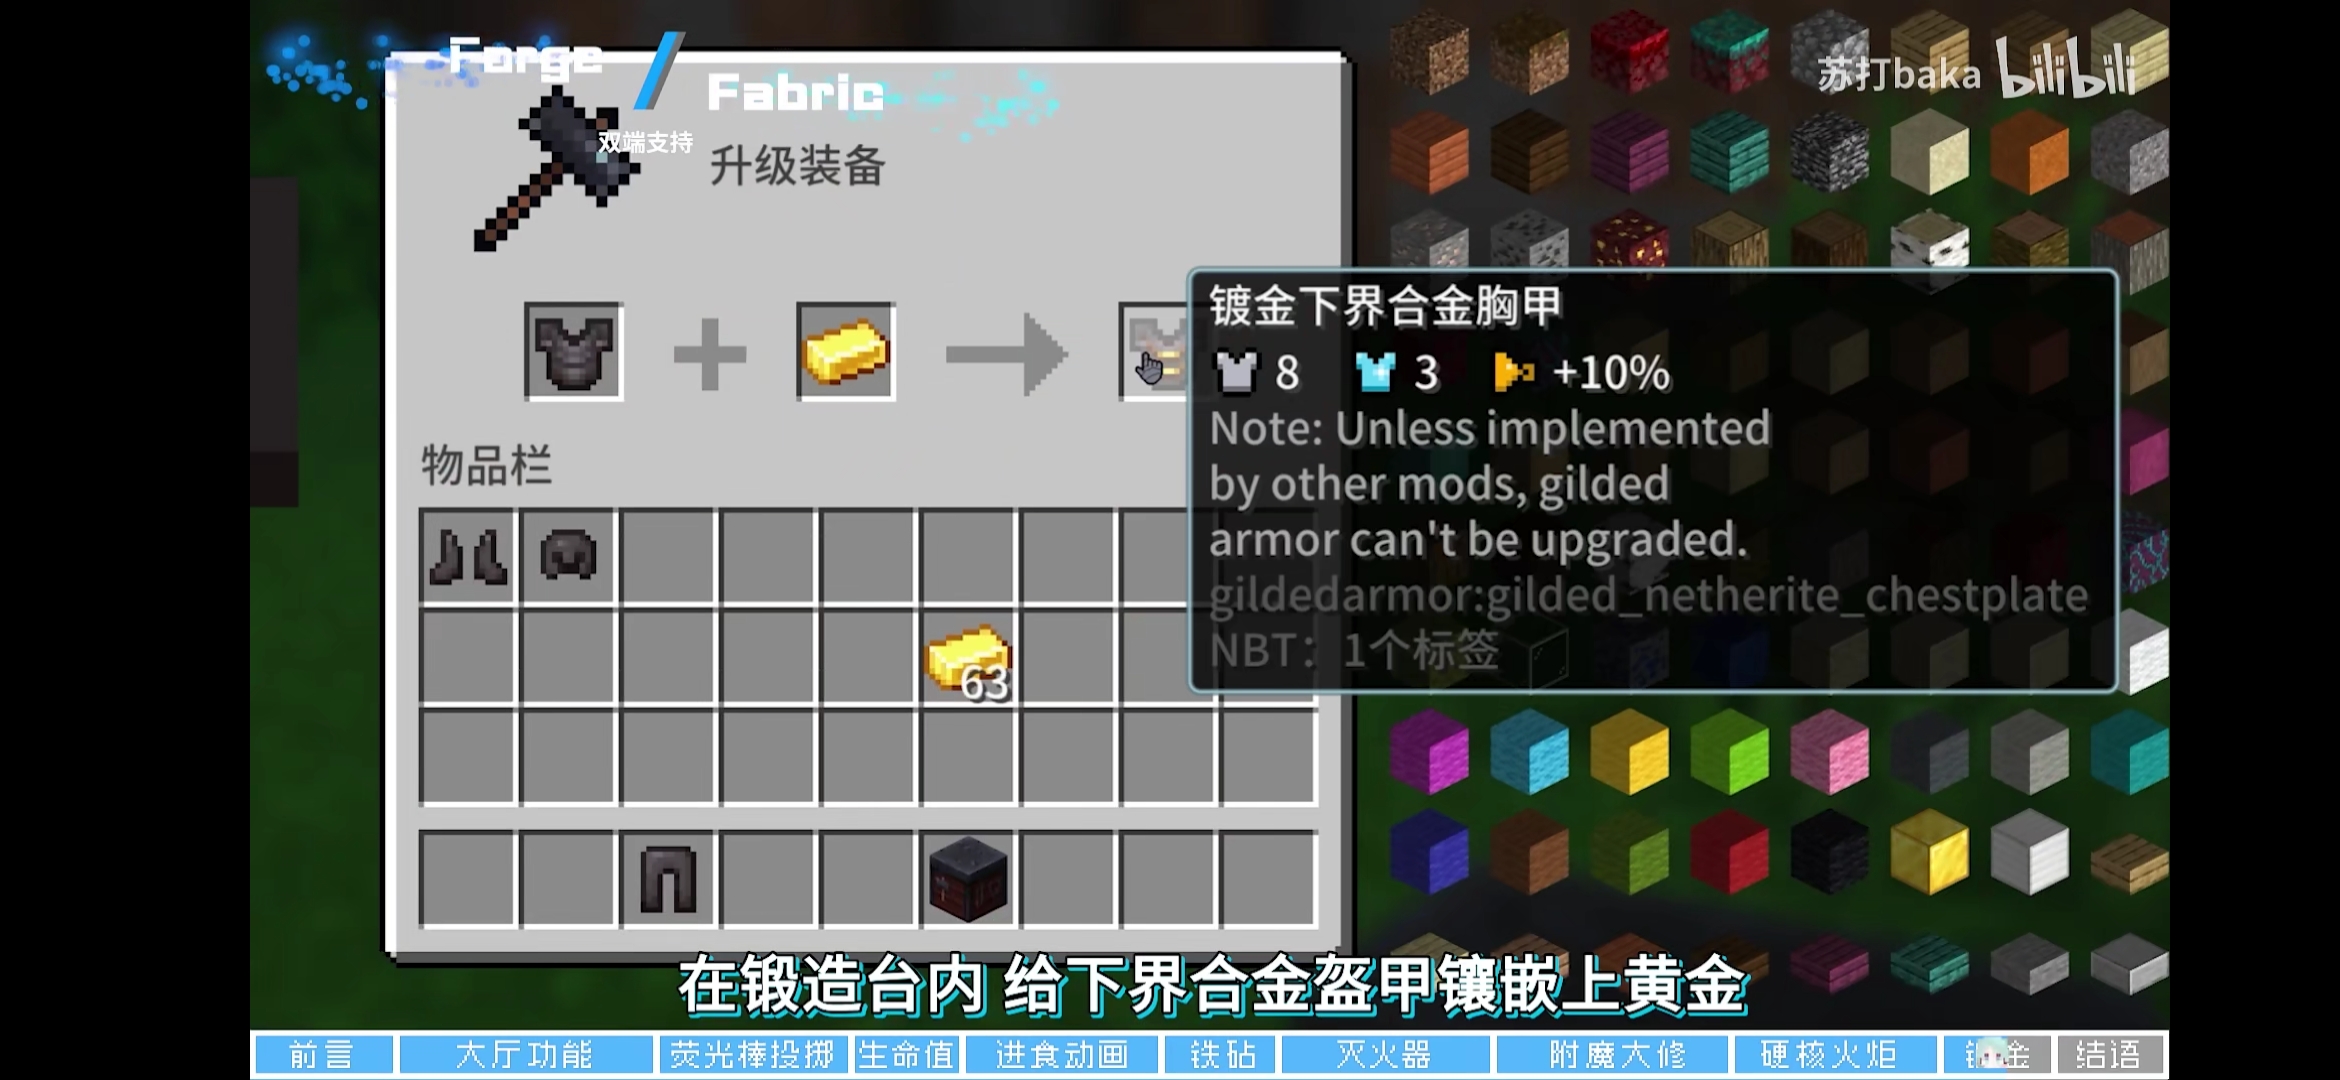 Forge
Fabric
双端支持
苏打baka bilibili
升级装备
镀金下界合金胸甲
8 3 +10%
Note: Unless implemented
by other mods, gilded
armor can't be upgraded.
gildedarmor:gilded_netherite_chestplate
NBT：1个标签
物品栏
63
在锻造台内 给下界合金盔甲镶嵌上黄金
前言 大厅功能 荧光棒投掷 生命值 进食动画 铁砧 灭火器 附魔大修 硬核火炬 金 结语